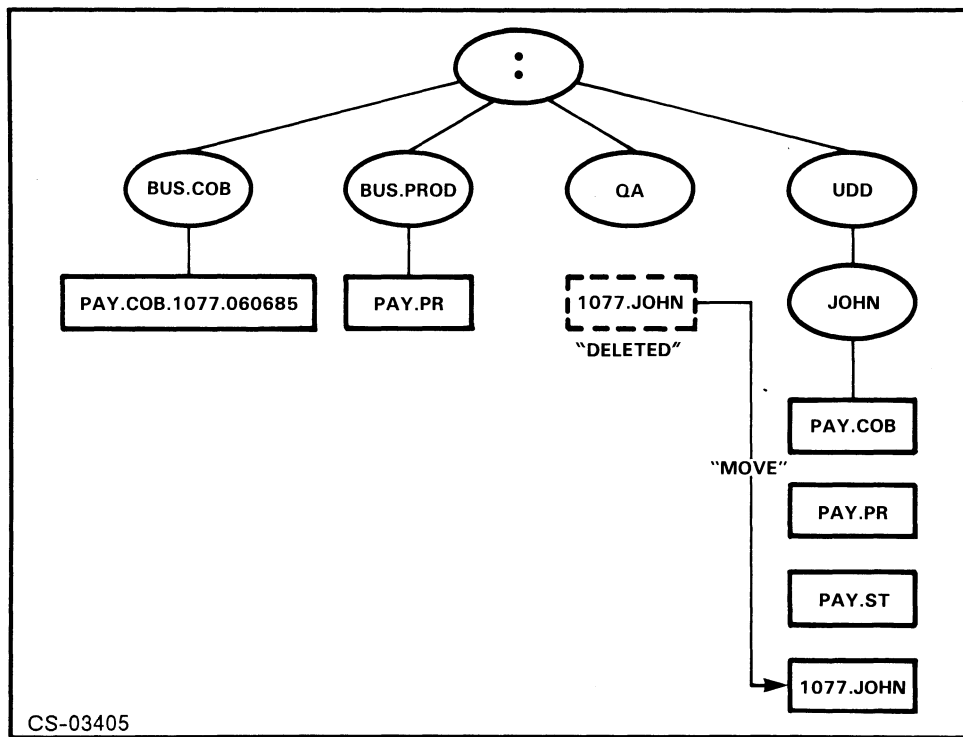 :
BUS.COB
BUS.PROD
QA
UDD
PAY.COB.1077.060685
PAY.PR
1077.JOHN
JOHN
"DELETED"
PAY.COB
"MOVE"
PAY.PR
PAY.ST
1077.JOHN
CS-03405